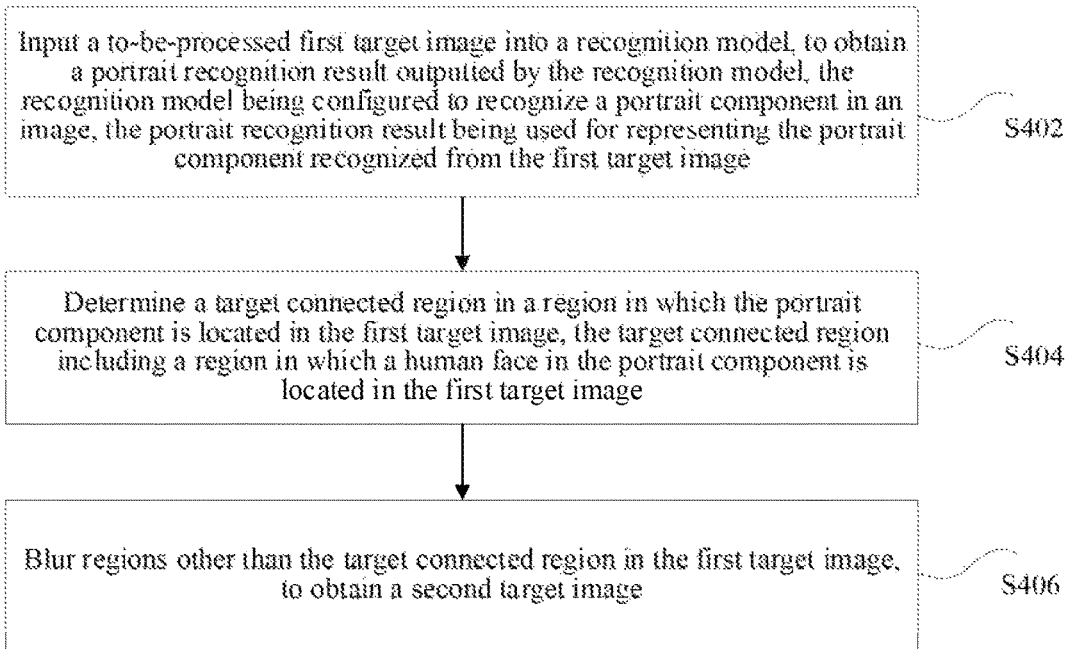 Input a to-be-processed first target image into a recognition model, to obtain
a portrait recognition result outputted by the recognition model, the
recognition model being configured to recognize a portrait component in an
image, the portrait recognition result being used for representing the portrait
component recognized from the first target image
S402
Determine a target connected region in a region in which the portrait
component is located in the first target image, the target connected region
including a region in which a human face in the portrait component is
located in the first target image
S404
Blur regions other than the target connected region in the first target image,
to obtain a second target image
S406